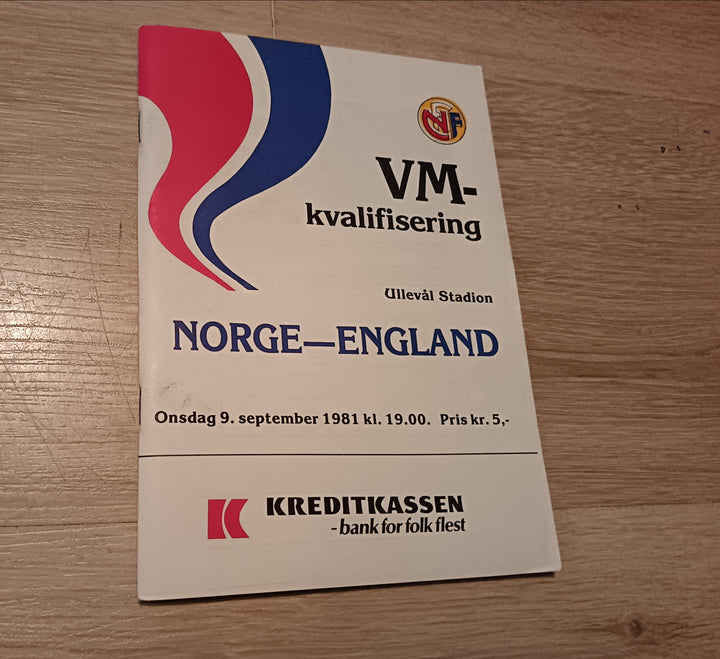 NFF
VM-
kvalifisering
Ullevål Stadion
NORGE—ENGLAND
Onsdag 9. september 1981 kl. 19.00. Pris kr. 5,-
K KREDITKASSEN
- bank for folk flest